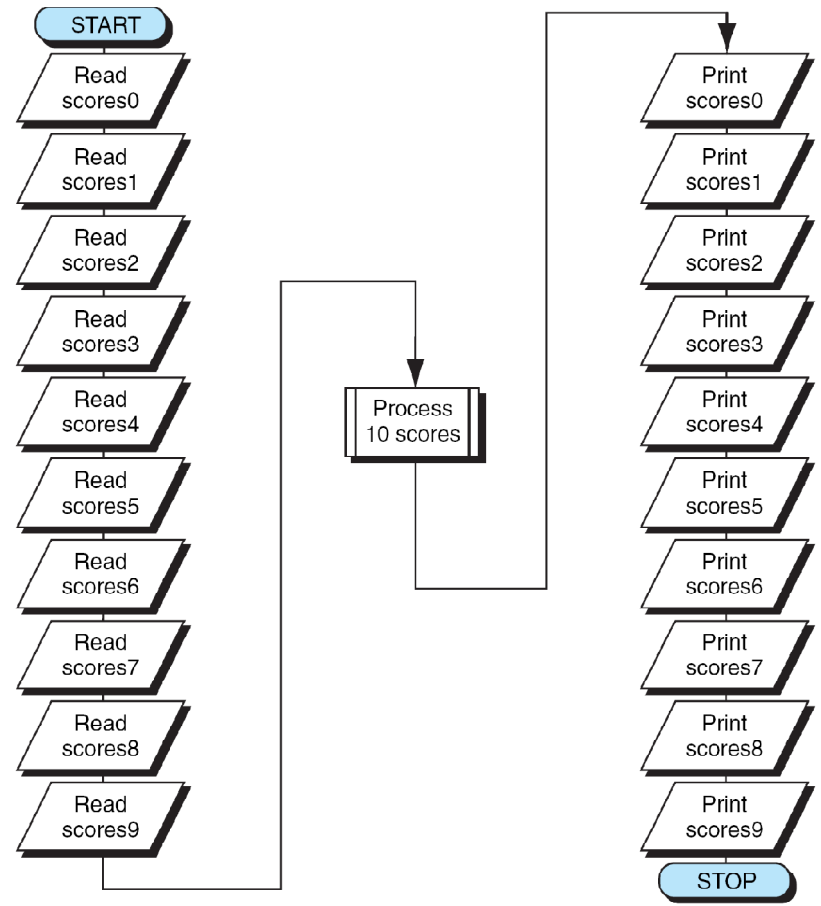 START
Read
scores0
Read
scores1
Read
scores2
Read
scores3
Read
scores4
Read
scores5
Read
scores6
Read
scores7
Read
scores8
Read
scores9
Process
10 scores
Print
scores0
Print
scores1
Print
scores2
Print
scores3
Print
scores4
Print
scores5
Print
scores6
Print
scores7
Print
scores8
Print
scores9
STOP